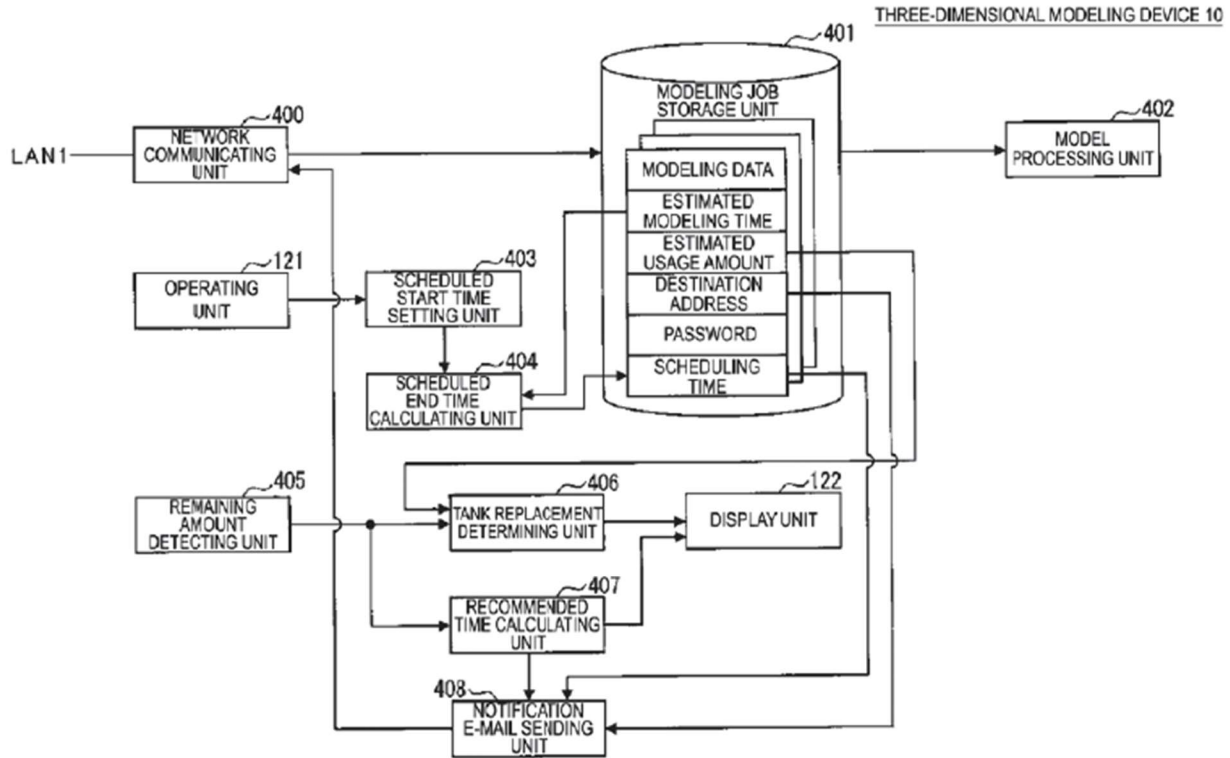 THREE-DIMENSIONAL MODELING DEVICE 10
401
MODELING JOB
STORAGE UNIT
400
NETWORK
COMMUNICATING
UNIT
LAN1
402
MODEL
PROCESSING UNIT
MODELING DATA
ESTIMATED
MODELING TIME
ESTIMATED
USAGE AMOUNT
DESTINATION
ADDRESS
PASSWORD
SCHEDULING
TIME
121
OPERATING
UNIT
403
SCHEDULED
START TIME
SETTING UNIT
404
SCHEDULED
END TIME
CALCULATING UNIT
405
REMAINING
AMOUNT
DETECTING UNIT
406
TANK REPLACEMENT
DETERMINING UNIT
122
DISPLAY UNIT
407
RECOMMENDED
TIME CALCULATING
UNIT
408
NOTIFICATION
E-MAIL SENDING
UNIT